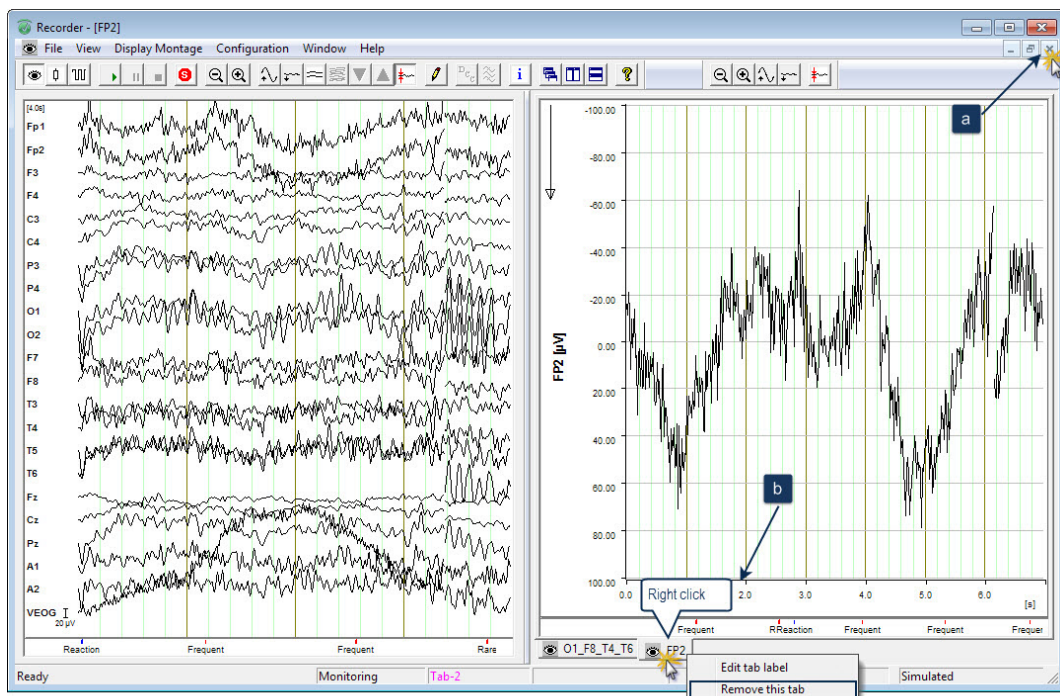 Recorder - [FP2]
File View Display Montage Configuration Window Help
[4.0s]
Fp1
Fp2
F3
F4
C3
C4
P3
P4
O1
O2
F7
F8
T3
T4
T5
T6
Fz
Cz
Pz
A1
A2
VEOG
20 µV
Reaction Frequent Frequent Rare
a
-100.00
-80.00
-60.00
-40.00
-20.00
0.00
20.00
40.00
60.00
80.00
100.00
FP2 [µV]
b
0.0 2.0 3.0 4.0 5.0 6.0
[s]
Right click
Frequent RReaction Frequent Frequent Frequer
O1_F8_T4_T6 FP2
Edit tab label
Remove this tab
Ready Monitoring Tab-2 Simulated